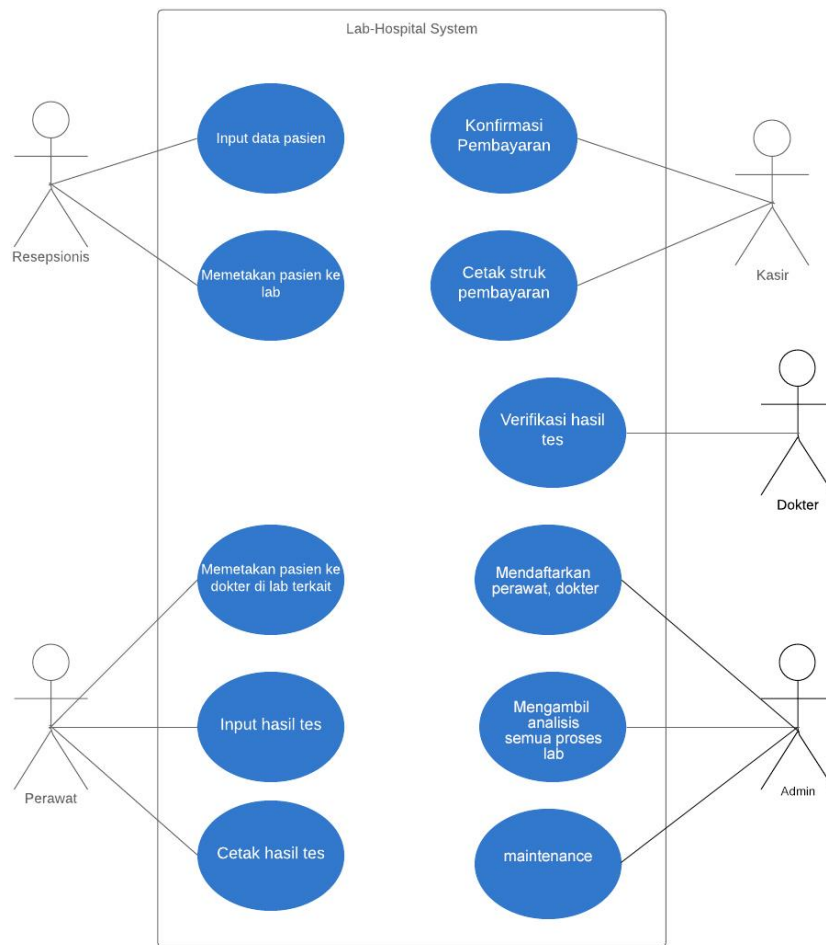 Lab-Hospital System
Input data pasien
Konfirmasi
Pembayaran
Resepsionis
Memetakan pasien ke
lab
Cetak struk
pembayaran
Kasir
Verifikasi hasil
tes
Dokter
Memetakan pasien ke
dokter di lab terkait
Mendaftarkan
perawat, dokter
Input hasil tes
Mengambil
analisis
semua proses
lab
Perawat
Admin
Cetak hasil tes
maintenance